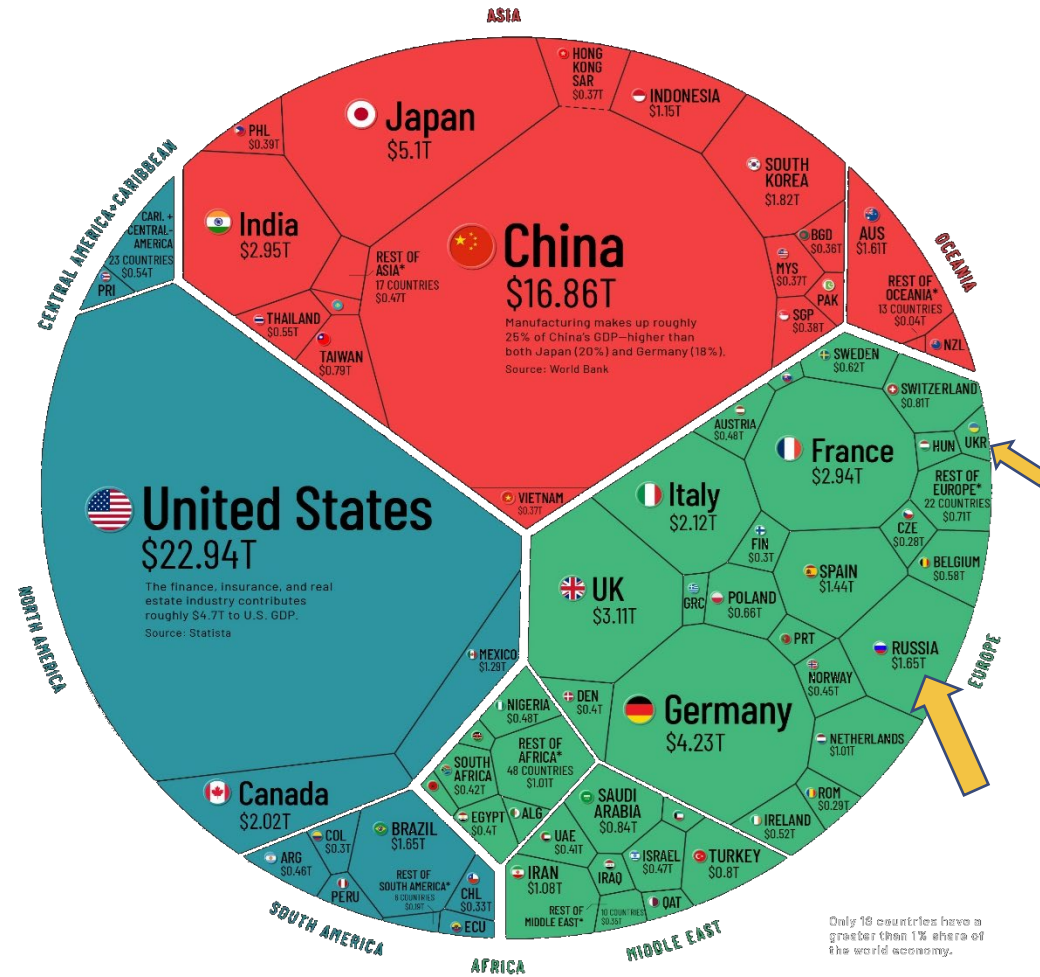 ASIA
HONG
KONG
SAR
$0.37T
INDONESIA
$1.15T
Japan
$5.1T
PHL
$0.39T
SOUTH
KOREA
$1.82T
CENTRAL AMERICA+CARIBBEAN
CARI. +
CENTRAL-
AMERICA
23 COUNTRIES
$0.54T
PRI
India
$2.95T
REST OF
ASIA*
17 COUNTRIES
$0.47T
China
$16.86T
Manufacturing makes up roughly
25% of China's GDP—higher than
both Japan (20%) and Germany (18%).
Source: World Bank
BGD
$0.36T
MYS
$0.37T
PAK
SGP
$0.38T
AUS
$1.61T
OCEANIA
REST OF
OCEANIA*
13 COUNTRIES
$0.04T
NZL
THAILAND
$0.55T
TAIWAN
$0.79T
VIETNAM
$0.37T
SWEDEN
$0.62T
SWITZERLAND
$0.81T
AUSTRIA
$0.48T
France
$2.94T
HUN
UKR
REST OF
EUROPE*
22 COUNTRIES
$0.71T
Italy
$2.12T
CZE
$0.28T
FIN
$0.3T
BELGIUM
$0.58T
SPAIN
$1.44T
UK
$3.11T
GRC
POLAND
$0.66T
PRT
RUSSIA
$1.65T
EUROPE
NORWAY
$0.45T
DEN
$0.4T
Germany
$4.23T
NETHERLANDS
$1.01T
ROM
$0.29T
IRELAND
$0.52T
United States
$22.94T
The finance, insurance, and real
estate industry contributes
roughly $4.7T to U.S. GDP.
Source: Statista
NORTH AMERICA
MEXICO
$1.29T
Canada
$2.02T
NIGERIA
$0.48T
REST OF
AFRICA*
48 COUNTRIES
$1.01T
SOUTH
AFRICA
$0.42T
EGYPT
$0.4T
ALG
SAUDI
ARABIA
$0.84T
UAE
$0.41T
IRAN
$1.08T
IRAQ
ISRAEL
$0.47T
TURKEY
$0.8T
REST OF
MIDDLE EAST*
10 COUNTRIES
$0.35T
QAT
COL
$0.3T
BRAZIL
$1.65T
ARG
$0.46T
PERU
REST OF
SOUTH AMERICA*
CHL
$0.33T
ECU
SOUTH AMERICA
AFRICA
MIDDLE EAST
Only 19 countries have a
greater than 1% share of
the world economy.